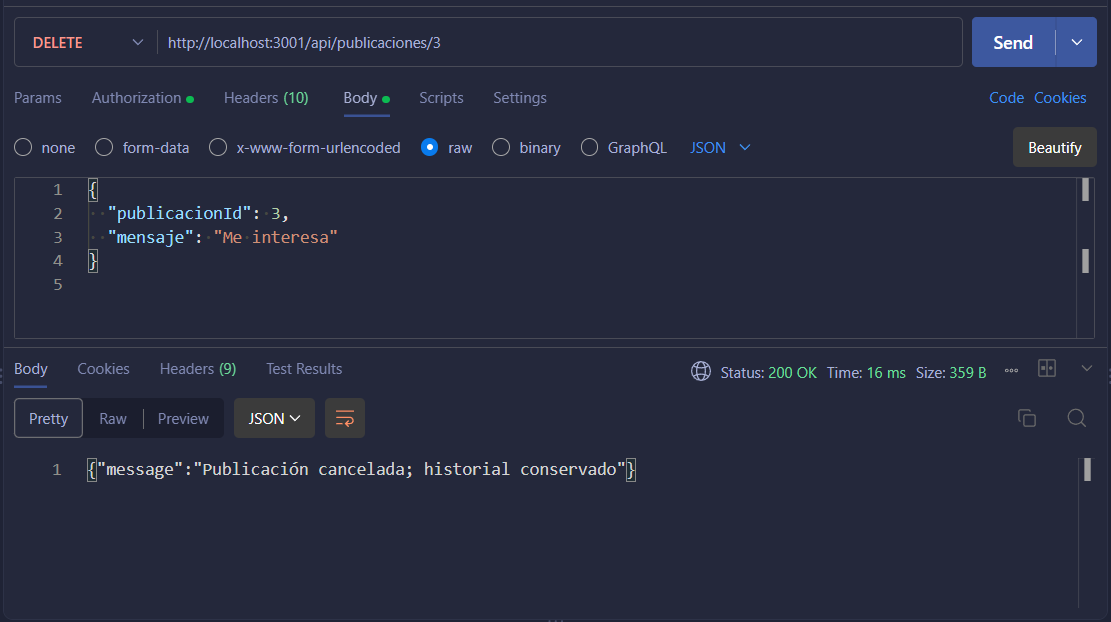 DELETE http://localhost:3001/api/publicaciones/3 Send
Params Authorization Headers (10) Body Scripts Settings Code Cookies
none form-data x-www-form-urlencoded raw binary GraphQL JSON Beautify
1 {
2 "publicacionId": 3,
3 "mensaje": "Me interesa"
4 }
5
Body Cookies Headers (9) Test Results Status: 200 OK Time: 16 ms Size: 359 B
Pretty Raw Preview JSON
1 {"message":"Publicación cancelada; historial conservado"}